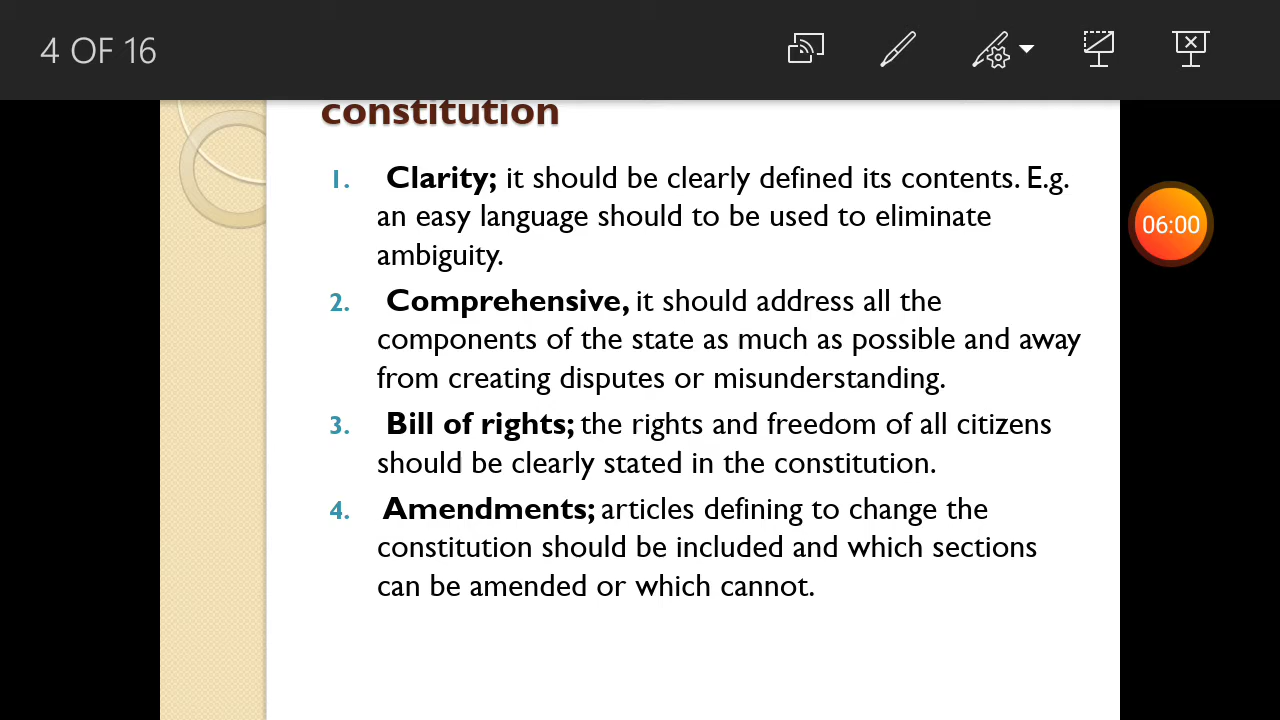 4 OF 16
constitution
1. Clarity; it should be clearly defined its contents. E.g.
an easy language should to be used to eliminate
ambiguity.
06:00
2. Comprehensive, it should address all the
components of the state as much as possible and away
from creating disputes or misunderstanding.
3. Bill of rights; the rights and freedom of all citizens
should be clearly stated in the constitution.
4. Amendments; articles defining to change the
constitution should be included and which sections
can be amended or which cannot.